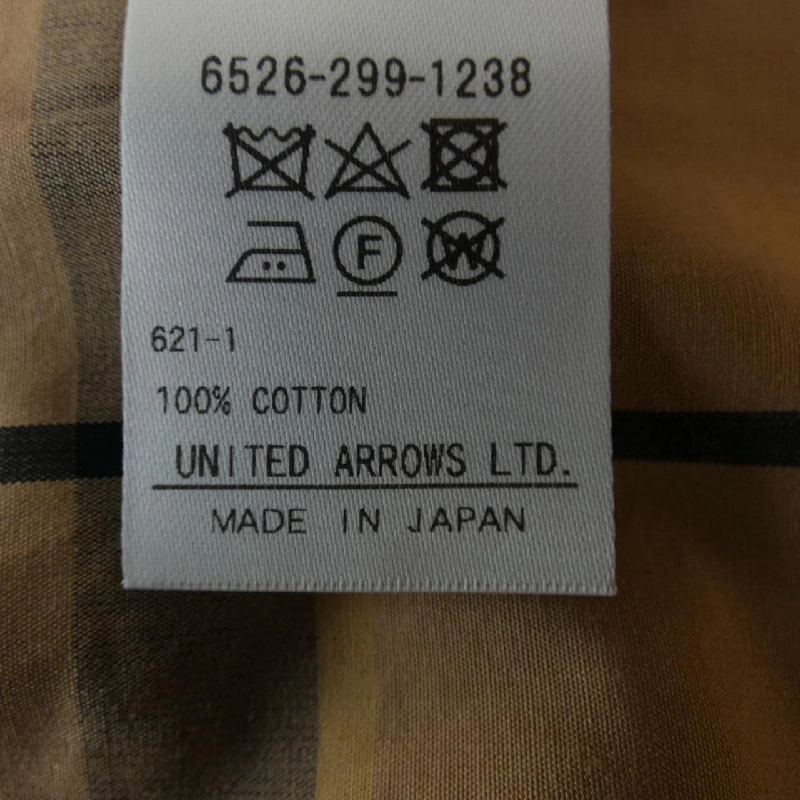 6526-299-1238
F W
621-1
100% COTTON
UNITED ARROWS LTD.
MADE IN JAPAN